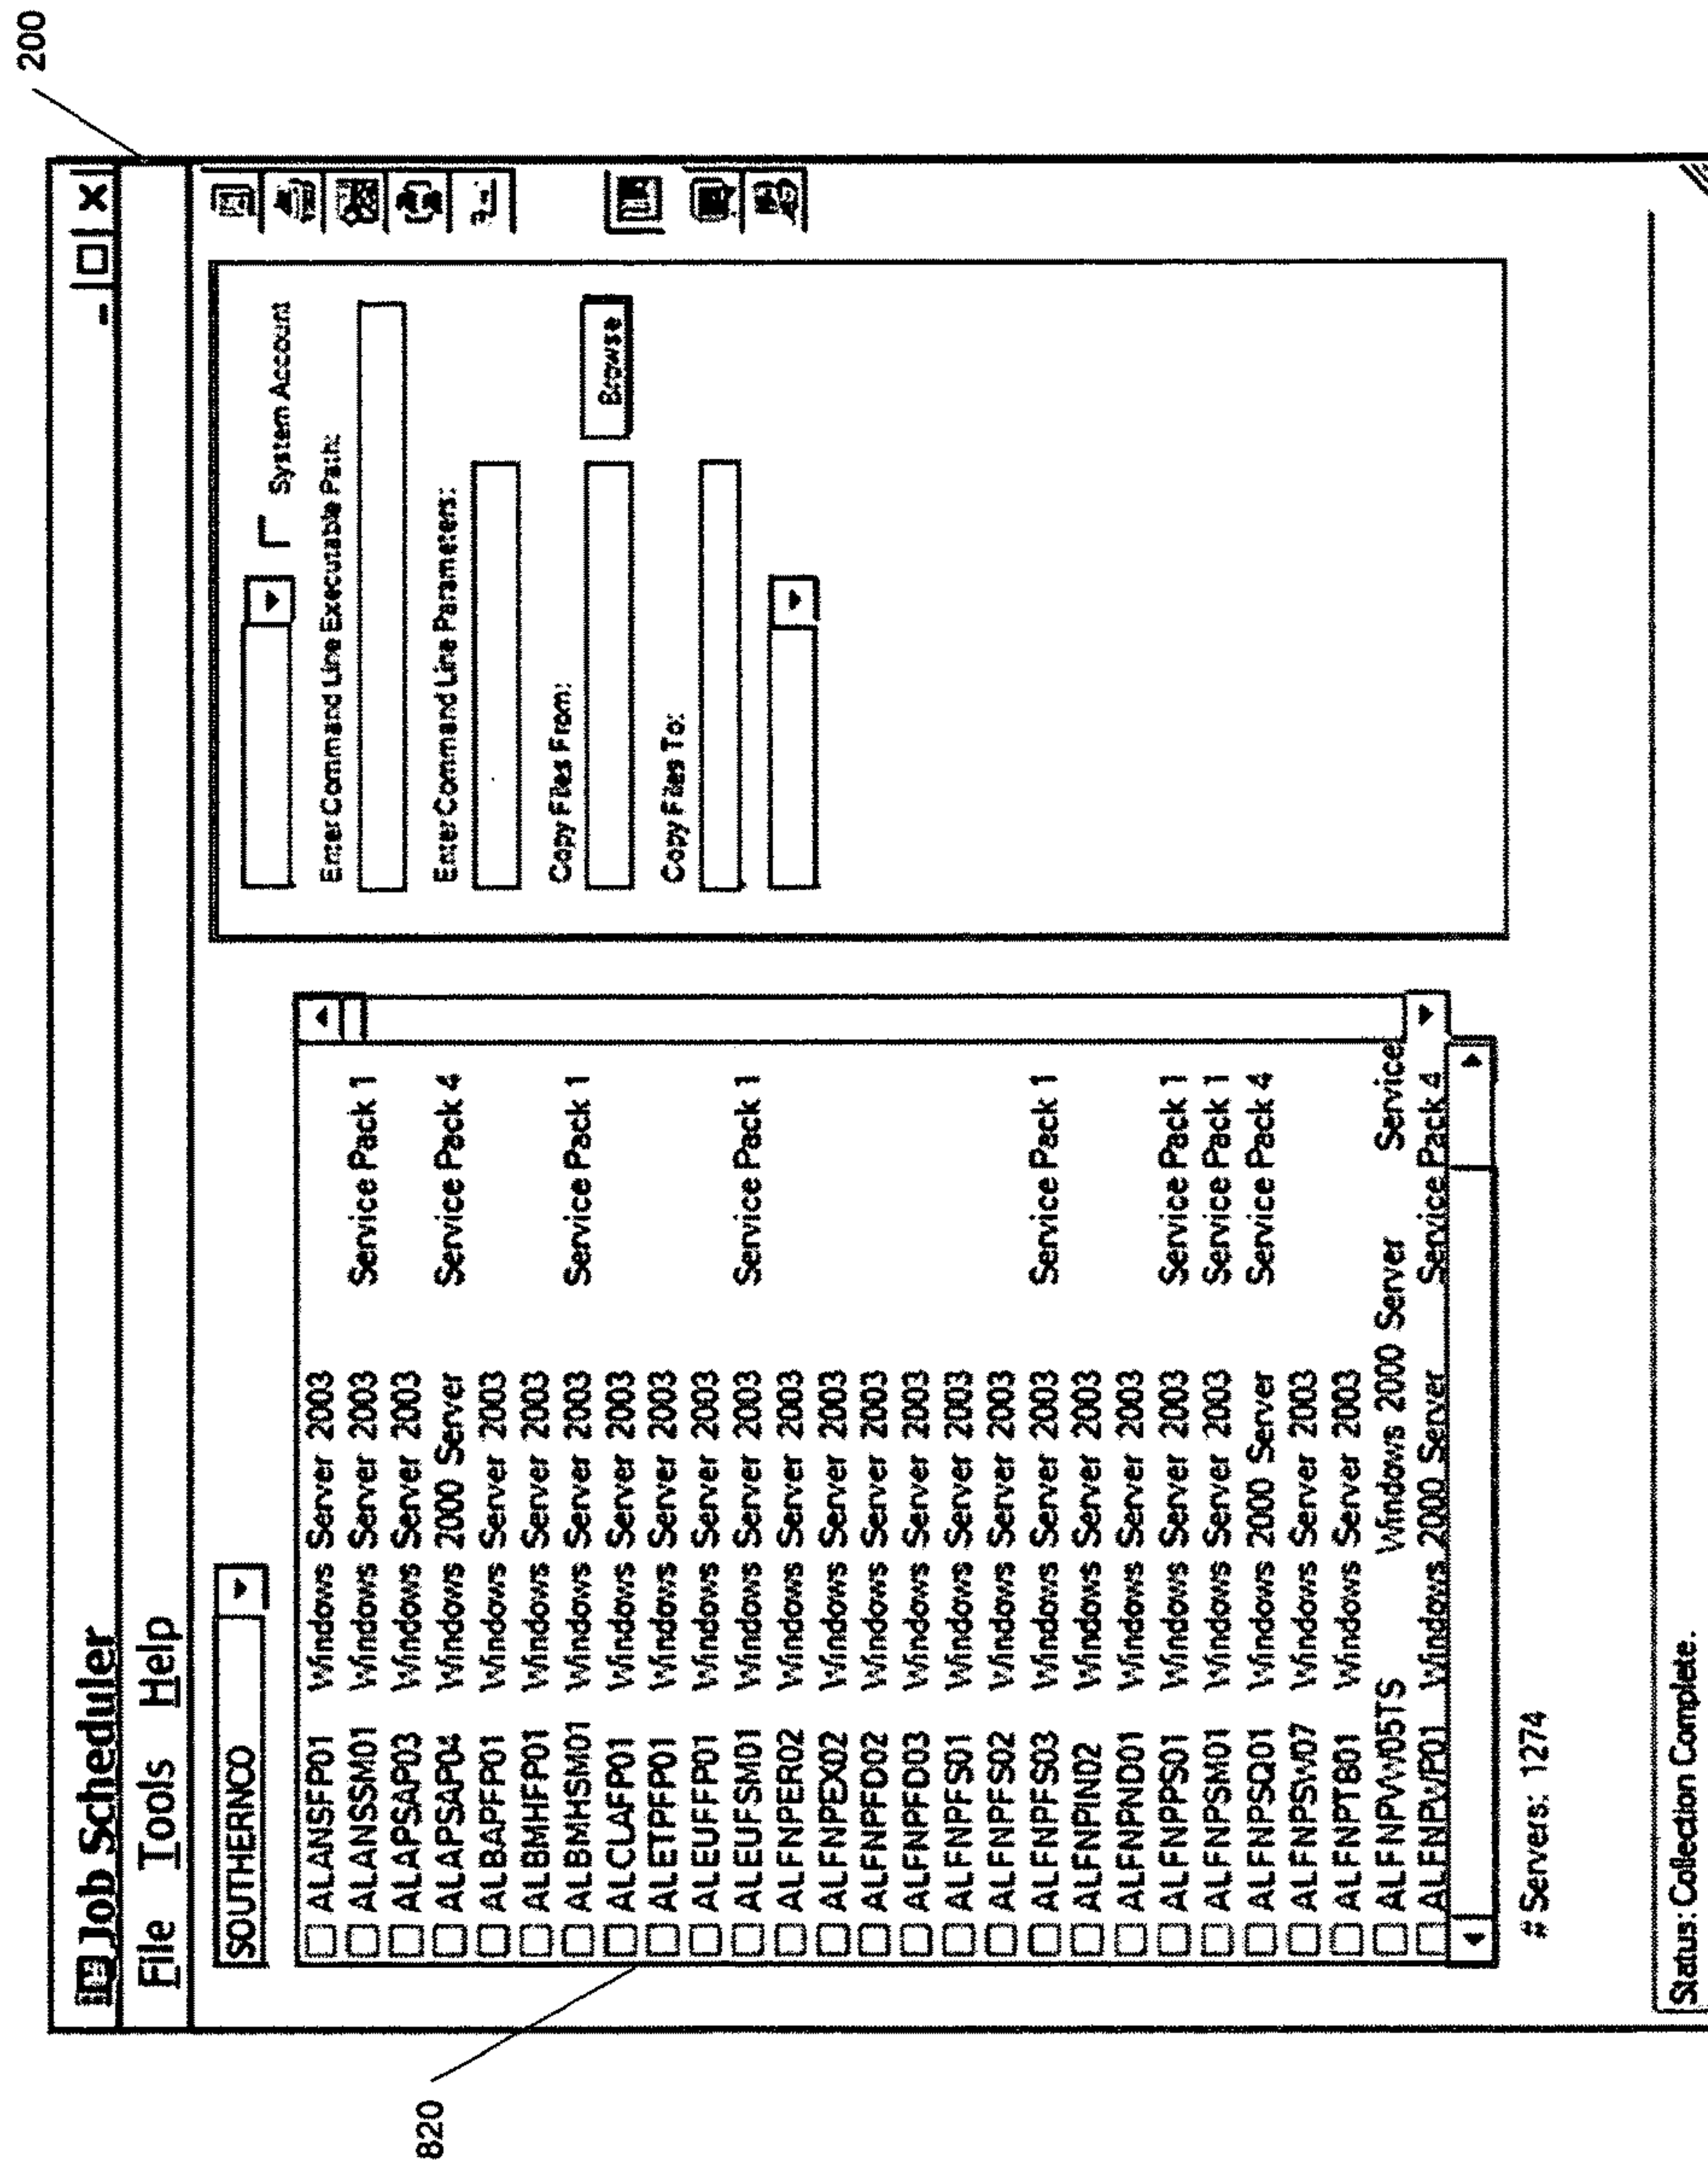 200
Job Scheduler
File Tools Help
SOUTHERNCO
ALANSFP01 Windows Server 2003
ALANSSM01 Windows Server 2003 Service Pack 1
ALAPSAP03 Windows Server 2003
ALAPSAP04 Windows 2000 Server Service Pack 4
ALBAPFP01 Windows Server 2003
ALBMHFP01 Windows Server 2003
ALBMHSM01 Windows Server 2003 Service Pack 1
ALCLAFP01 Windows Server 2003
ALETPFP01 Windows Server 2003
ALEUFFP01 Windows Server 2003
ALEUFSM01 Windows Server 2003 Service Pack 1
ALFNPER02 Windows Server 2003
ALFNPEX02 Windows Server 2003
ALFNPFD02 Windows Server 2003
ALFNPFD03 Windows Server 2003
ALFNPFS01 Windows Server 2003
ALFNPFS02 Windows Server 2003
ALFNPFS03 Windows Server 2003 Service Pack 1
ALFNPIN02 Windows Server 2003
ALFNPND01 Windows Server 2003
ALFNPPS01 Windows Server 2003 Service Pack 1
ALFNPSM01 Windows Server 2003 Service Pack 1
ALFNPSQ01 Windows 2000 Server Service Pack 4
ALFNPSW07 Windows Server 2003
ALFNPTB01 Windows Server 2003
ALFNPVW05TS Windows 2000 Server Service
ALFNPWP01 Windows 2000 Server Service Pack 4
# Servers: 1274
System Account
Enter Command Line Executable Path:
Enter Command Line Parameters:
Copy Files From:
Browse
Copy Files To:
Status: Collection Complete.
820